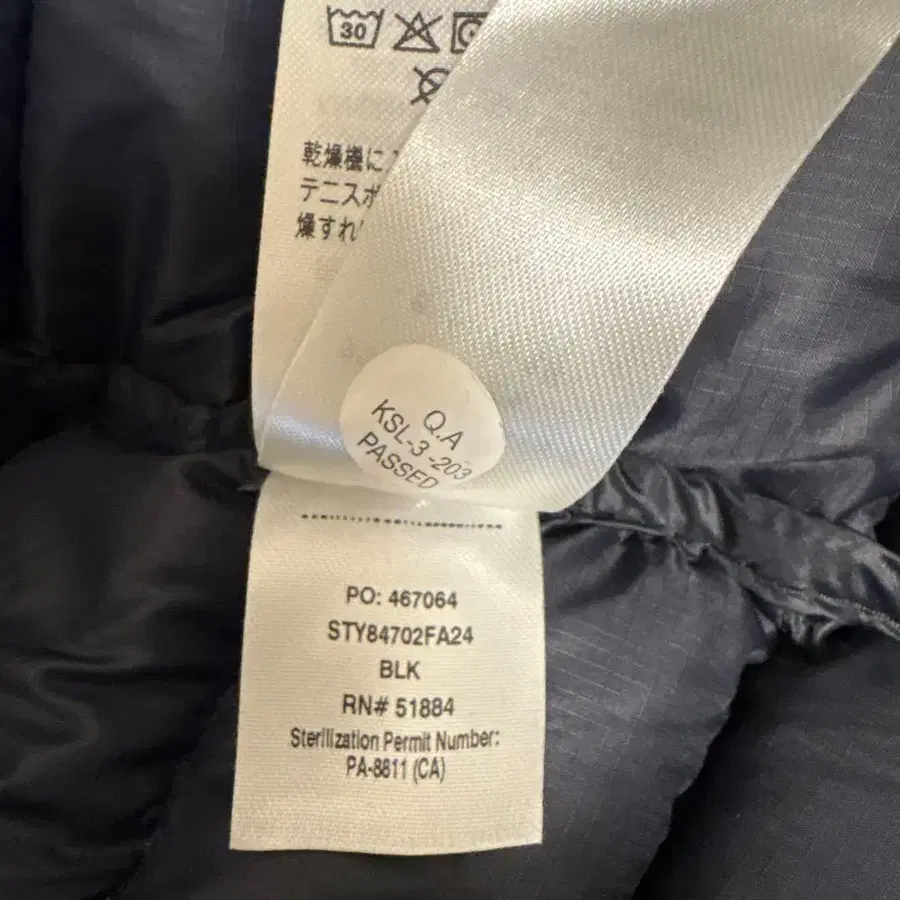 30
乾燥機に
テニスボ
燥すれ
Q.A
KSL-3-203
PASSED
PO: 467064
STY84702FA24
BLK
RN# 51884
Sterilization Permit Number:
PA-8811 (CA)